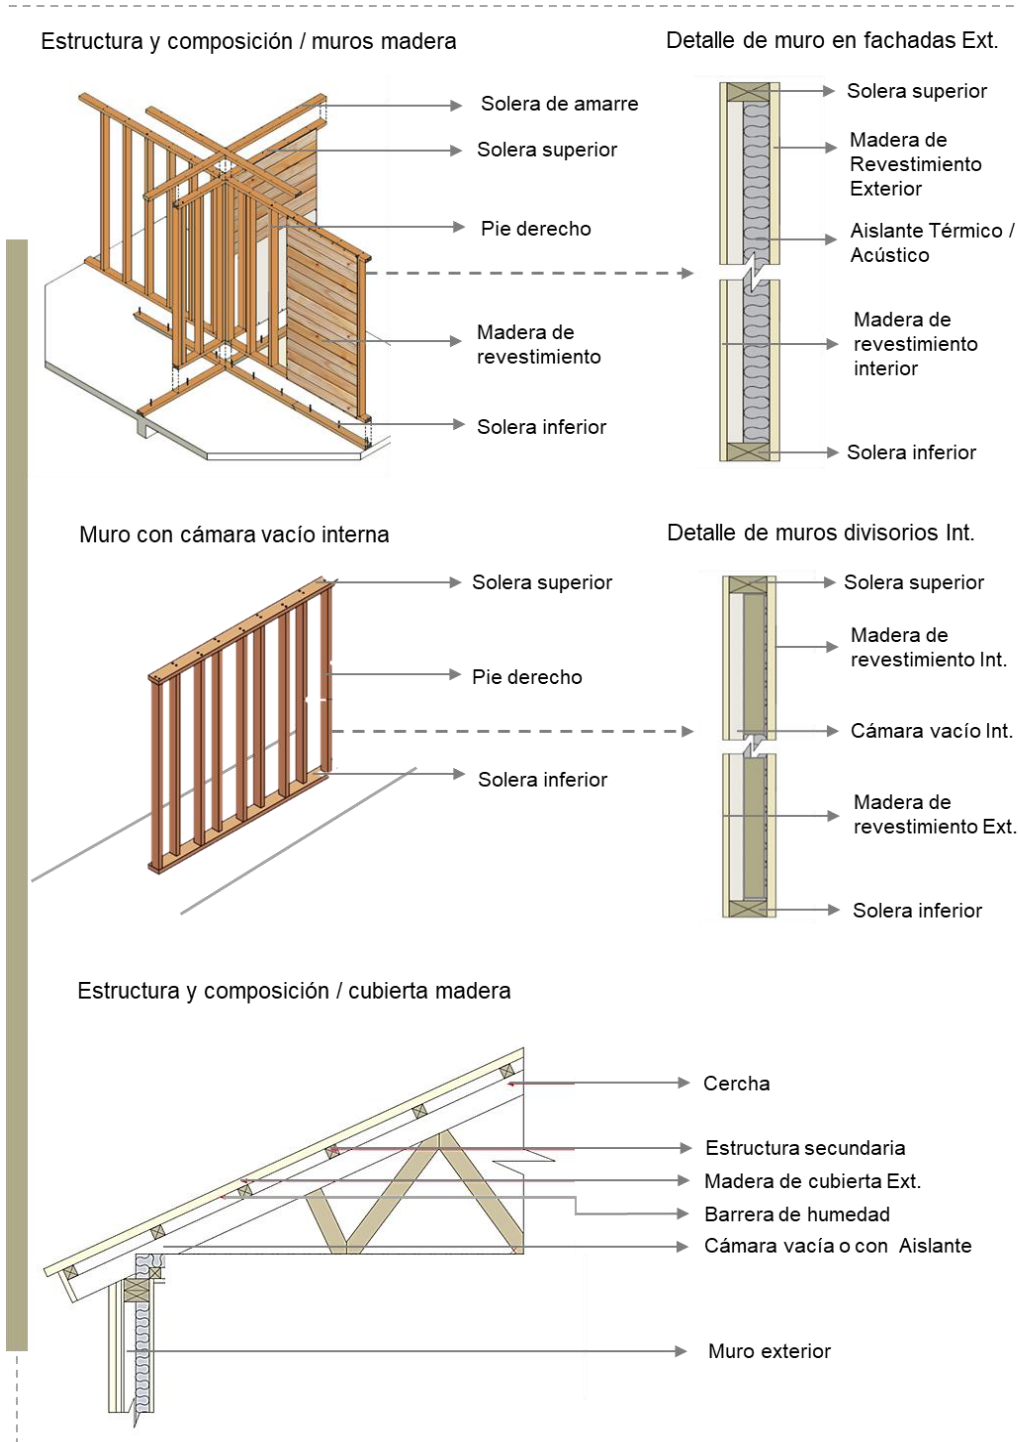 Estructura y composición / muros madera
Solera de amarre
Solera superior
Pie derecho
Madera de
revestimiento
Solera inferior
Detalle de muro en fachadas Ext.
Solera superior
Madera de
Revestimiento
Exterior
Aislante Térmico /
Acústico
Madera de
revestimiento
interior
Solera inferior
Muro con cámara vacío interna
Solera superior
Pie derecho
Solera inferior
Detalle de muros divisorios Int.
Solera superior
Madera de
revestimiento Int.
Cámara vacío Int.
Madera de
revestimiento Ext.
Solera inferior
Estructura y composición / cubierta madera
Cercha
Estructura secundaria
Madera de cubierta Ext.
Barrera de humedad
Cámara vacía o con Aislante
Muro exterior